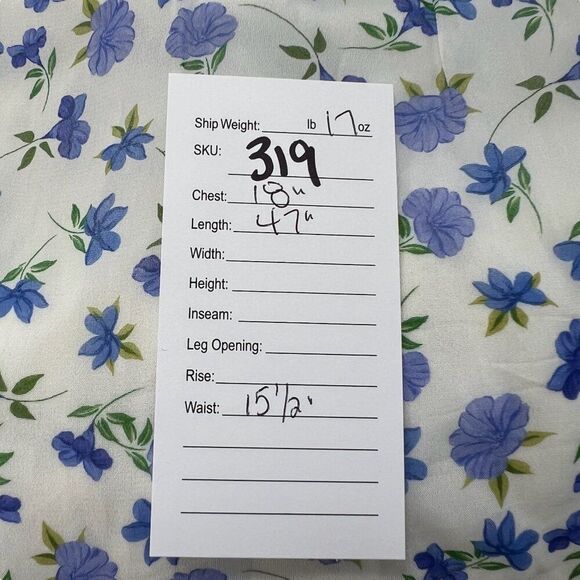 Ship Weight: lb 17 oz
SKU: 319
Chest: 18"
Length: 47"
Width:
Height:
Inseam:
Leg Opening:
Rise:
Waist: 15 1/2"